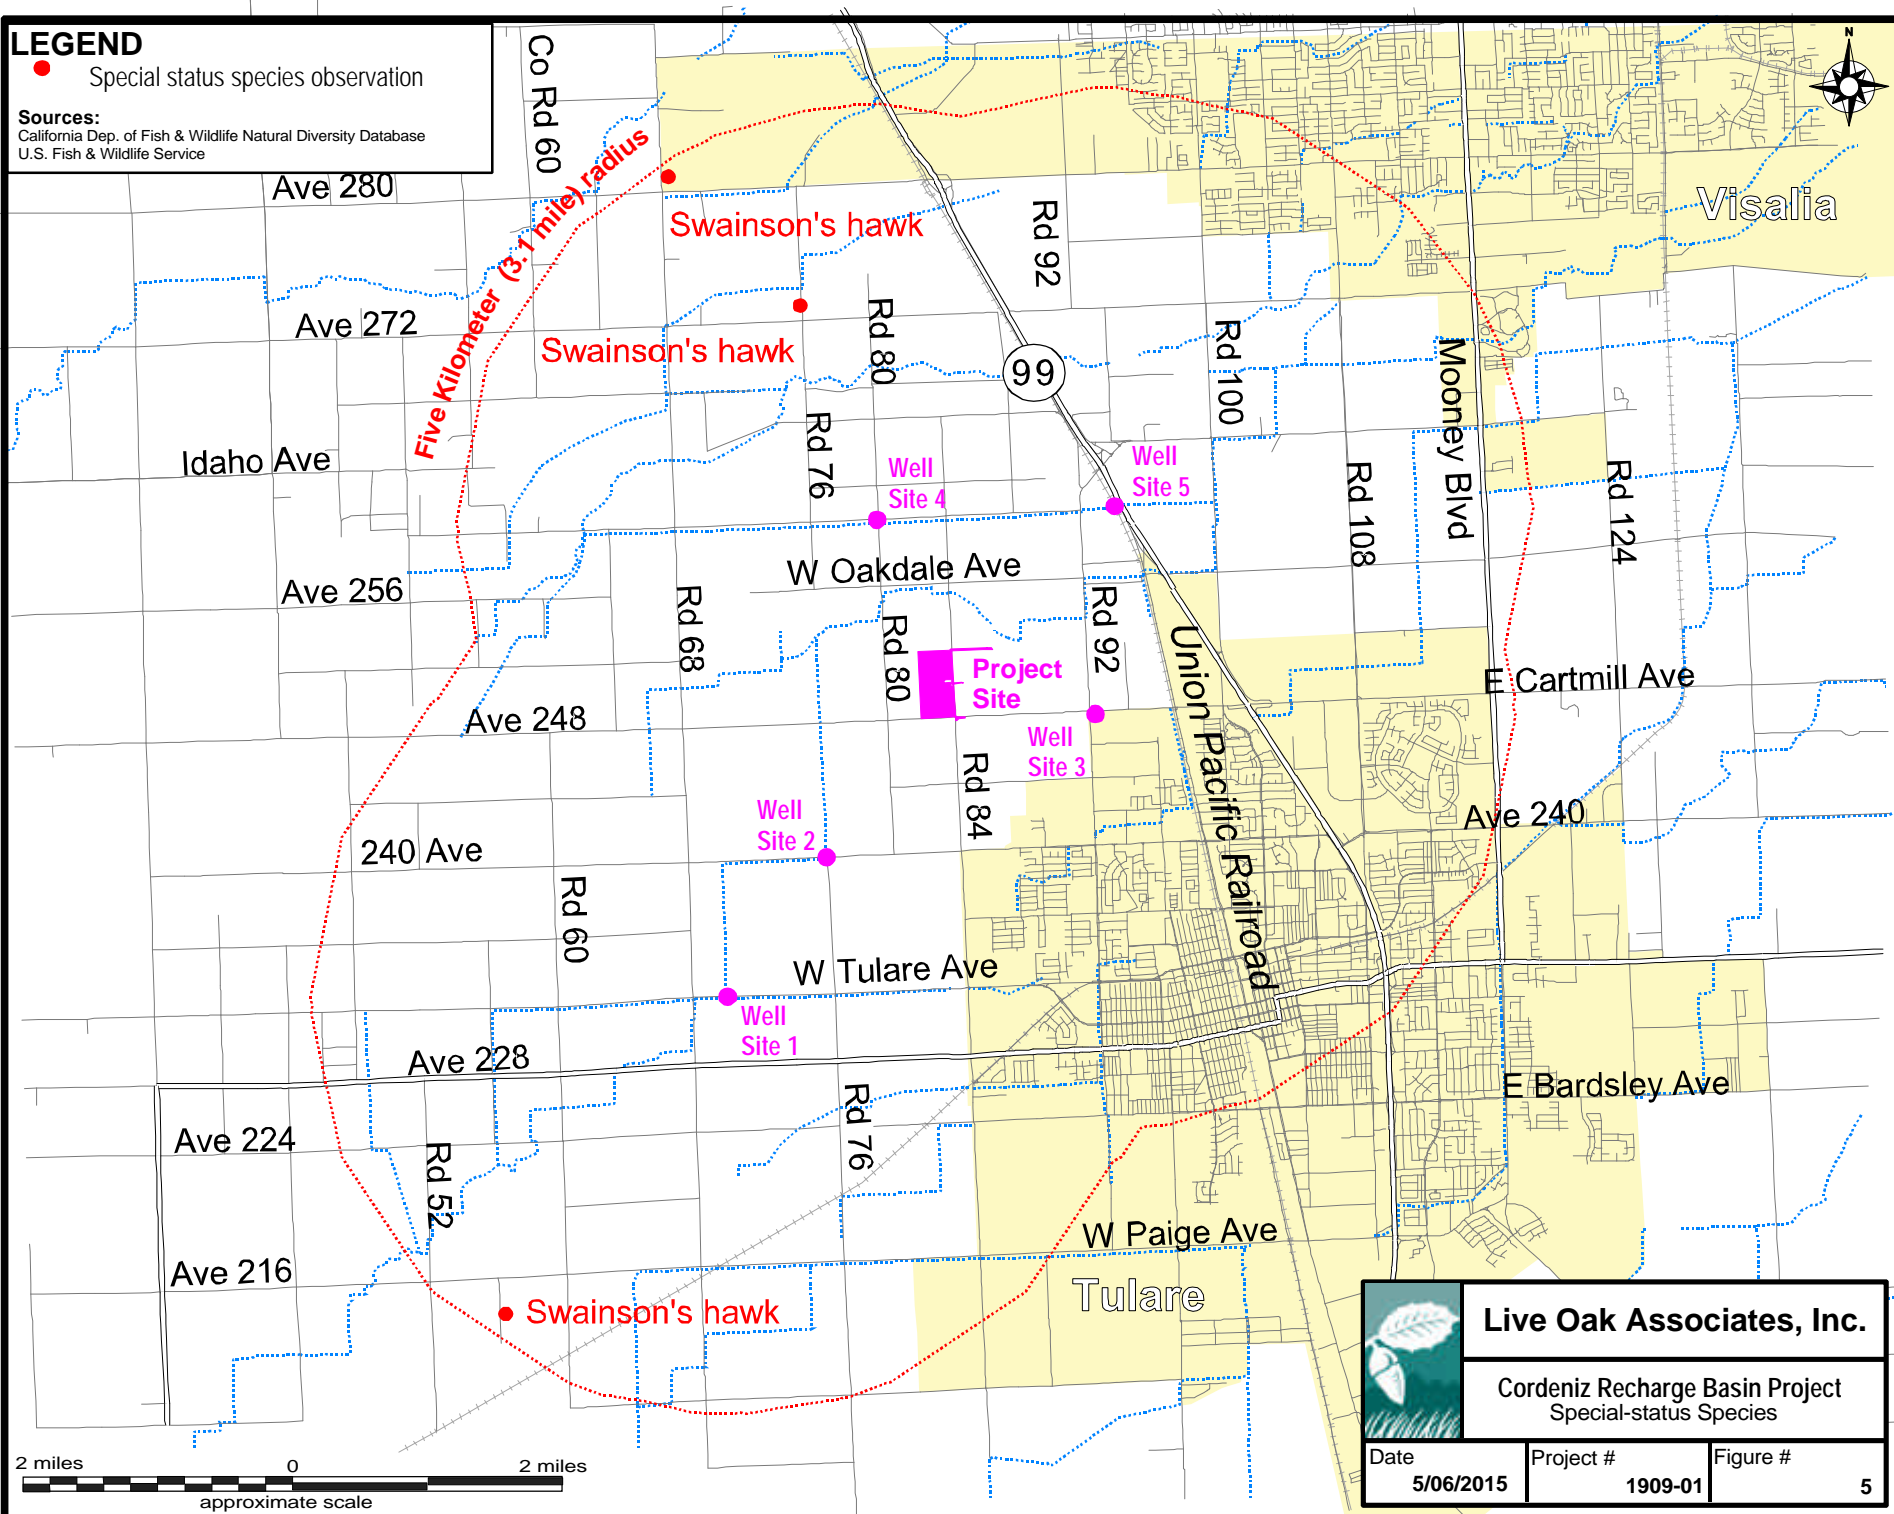 LEGEND
Special status species observation
Sources:
California Dep. of Fish & Wildlife Natural Diversity Database
U.S. Fish & Wildlife Service
N
Co Rd 60
Ave 280
Five Kilometer (3.1 mile) radius
Swainson's hawk
Rd 92
Visalia
Ave 272
Swainson's hawk
Rd 80
99
Rd 100
Mooney Blvd
Idaho Ave
Rd 76
Well
Site 4
Well
Site 5
Rd 108
Rd 124
W Oakdale Ave
Ave 256
Rd 68
Rd 80
Rd 92
Project
Site
Union Pacific Railroad
E Cartmill Ave
Ave 248
Well
Site 3
Rd 84
Well
Site 2
Ave 240
240 Ave
Rd 60
W Tulare Ave
Well
Site 1
Ave 228
E Bardsley Ave
Rd 76
Ave 224
Rd 52
W Paige Ave
Ave 216
Tulare
Swainson's hawk
Live Oak Associates, Inc.
Cordeniz Recharge Basin Project
Special-status Species
Date
5/06/2015
Project #
1909-01
Figure #
5
2 miles
0
2 miles
approximate scale